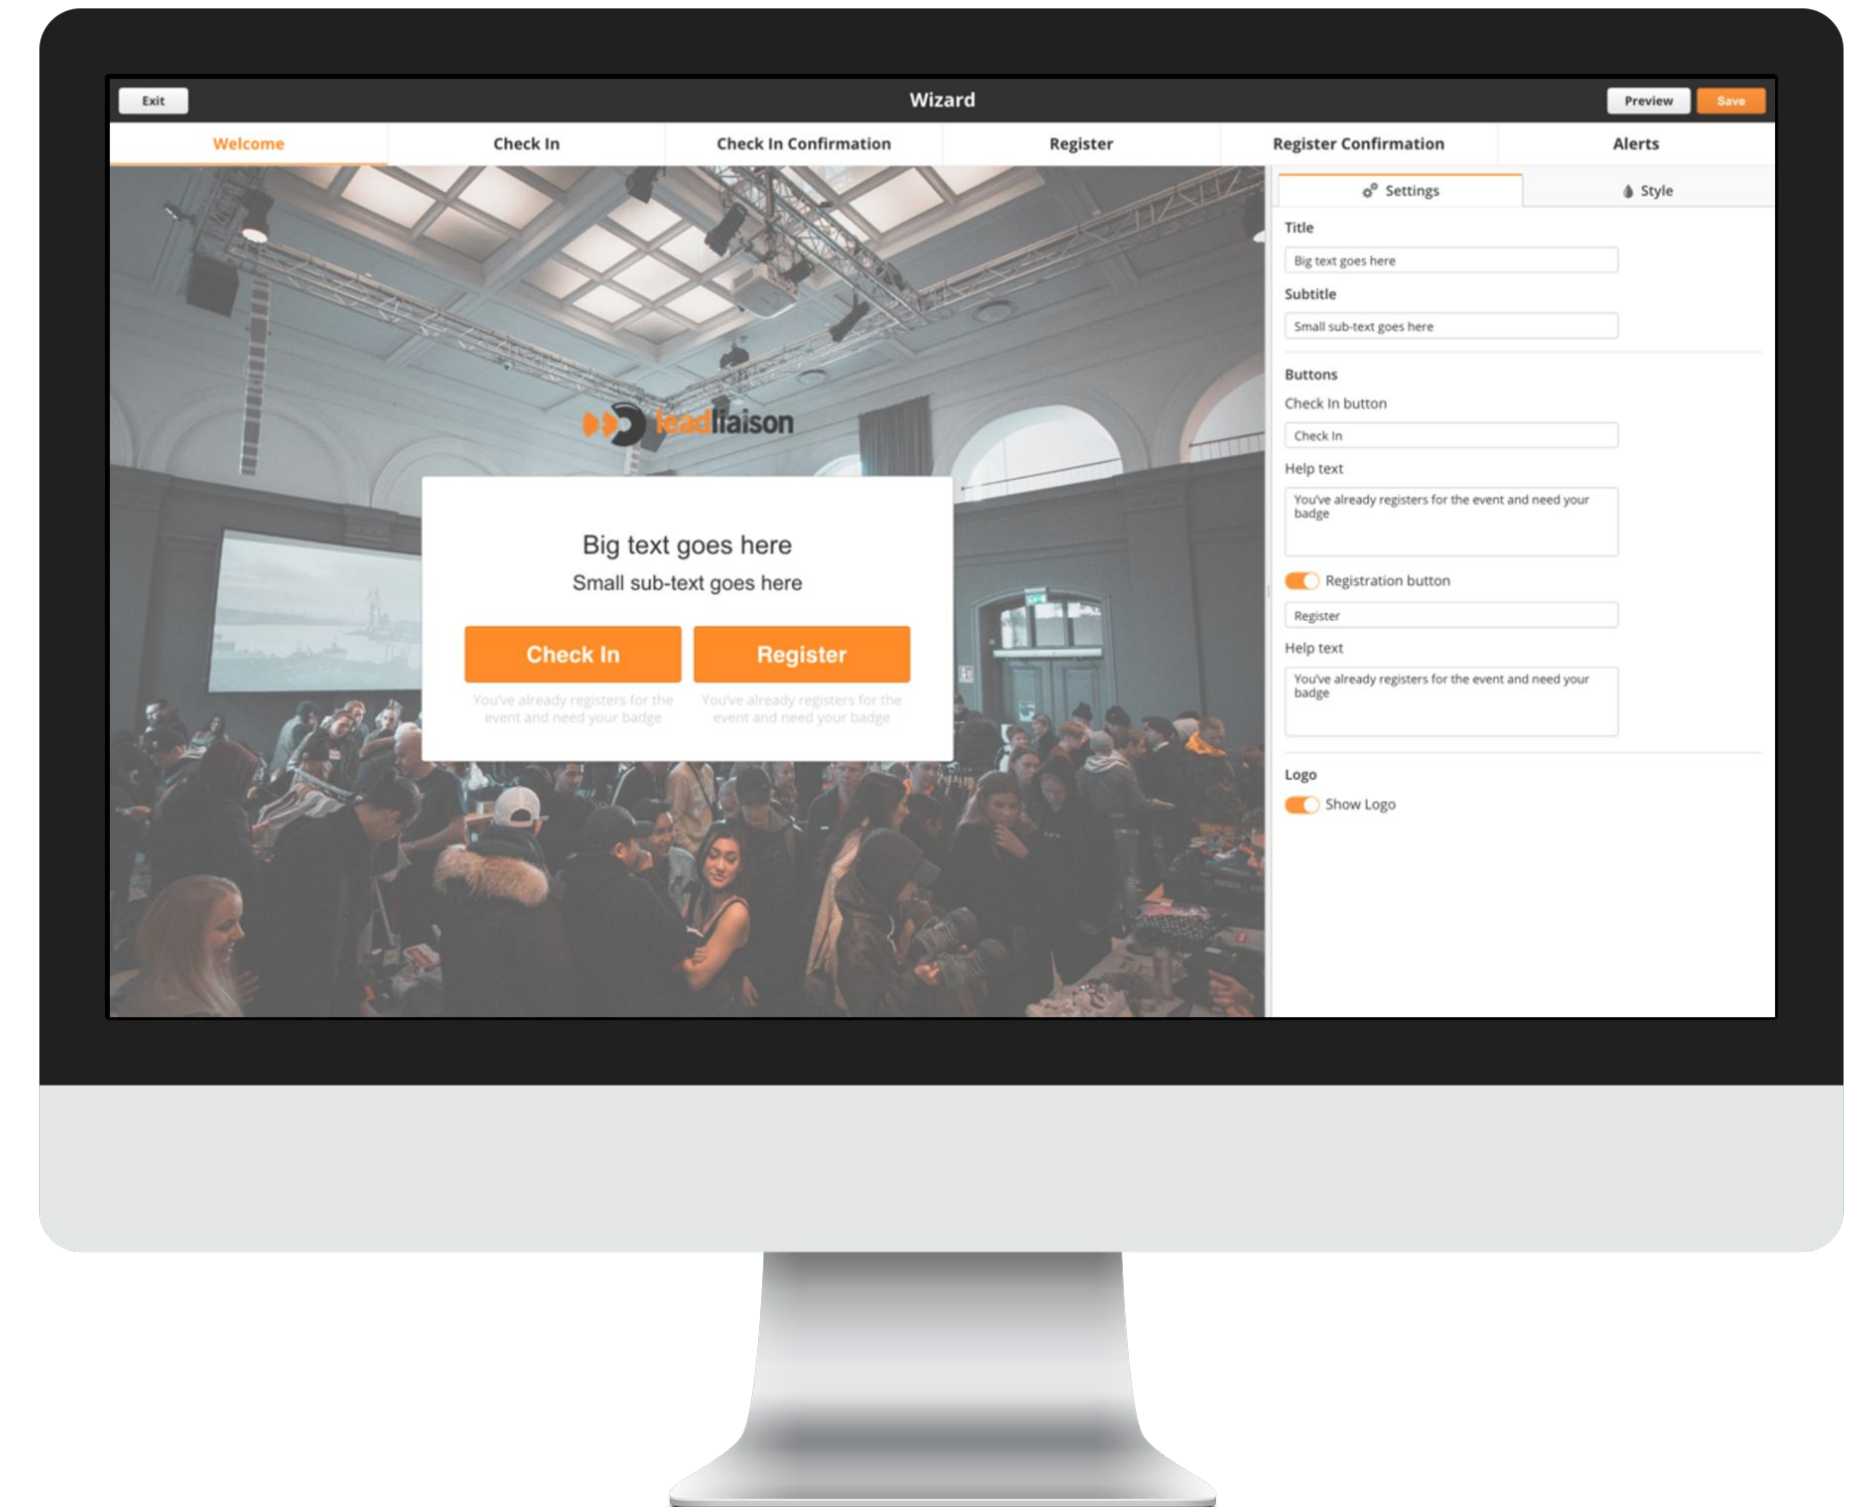 Exit
Wizard
Preview
Save
Welcome
Check In
Check In Confirmation
Register
Register Confirmation
Alerts
leadliaison
Big text goes here
Small sub-text goes here
Check In
Register
You've already registers for the
event and need your badge
You've already registers for the
event and need your badge
Settings
Style
Title
Big text goes here
Subtitle
Small sub-text goes here
Buttons
Check In button
Check In
Help text
You've already registers for the event and need your
badge
Registration button
Register
Help text
You've already registers for the event and need your
badge
Logo
Show Logo